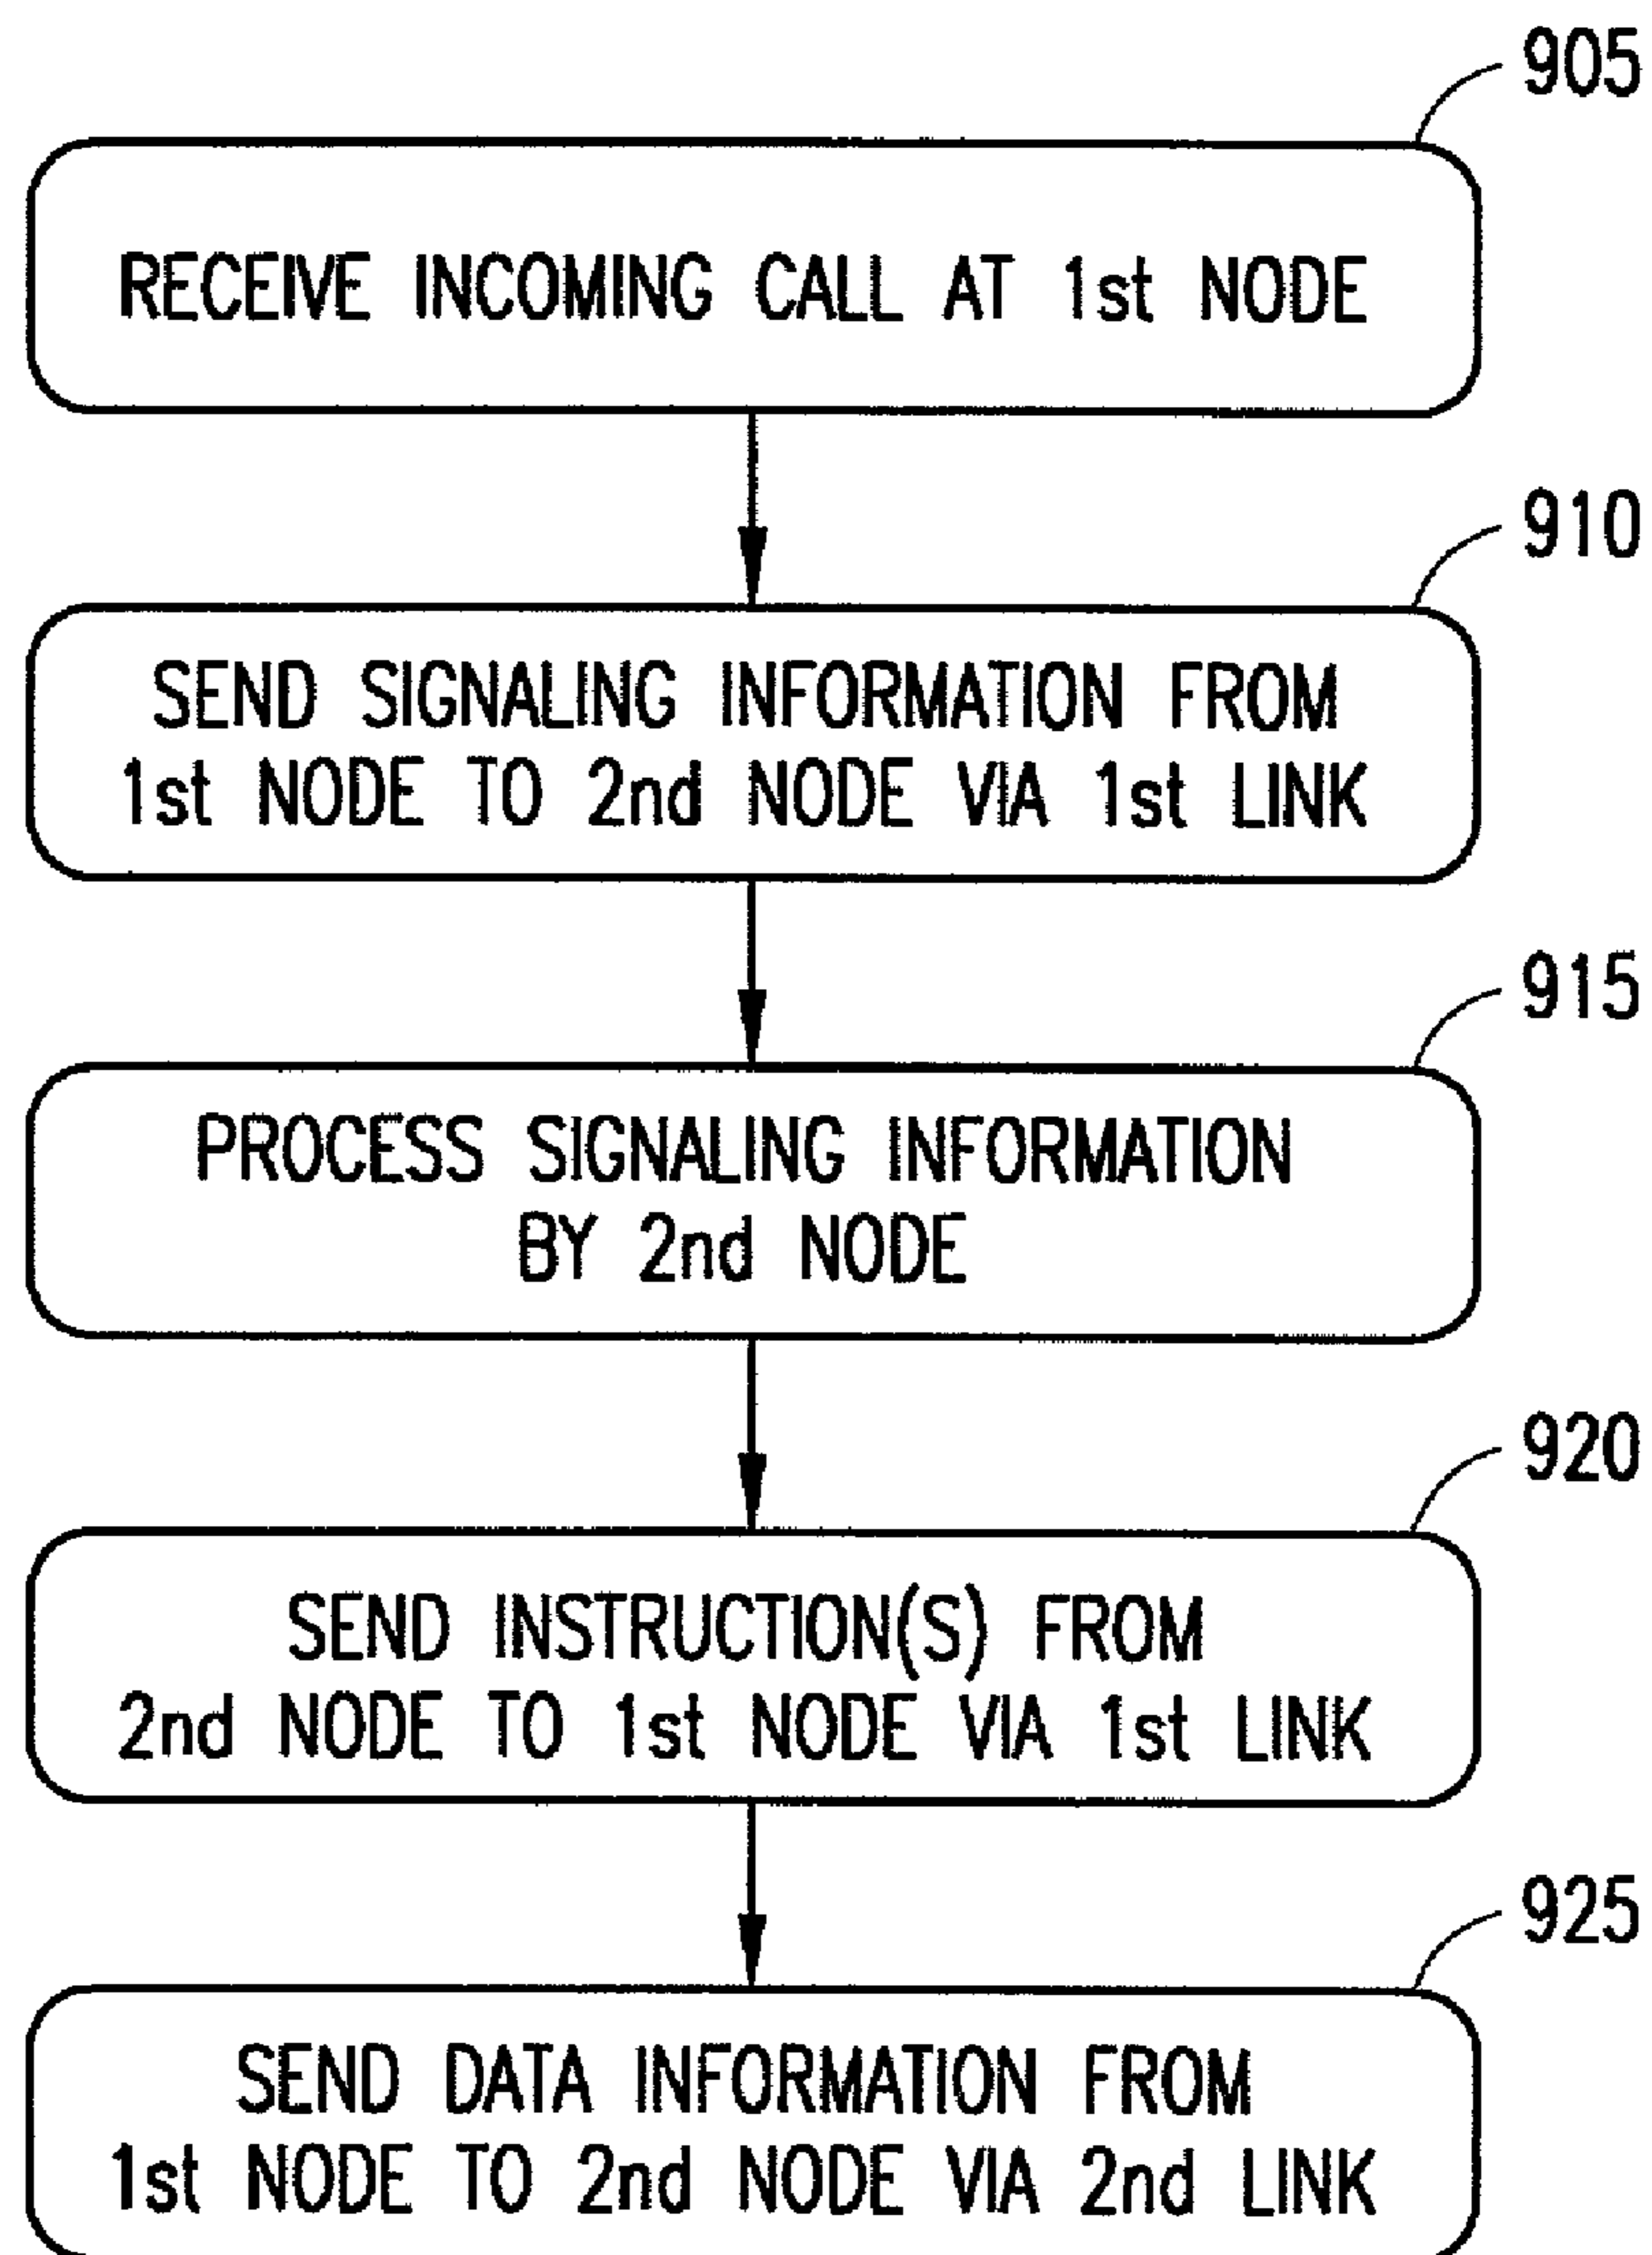 905
RECEIVE INCOMING CALL AT 1st NODE
910
SEND SIGNALING INFORMATION FROM
1st NODE TO 2nd NODE VIA 1st LINK
915
PROCESS SIGNALING INFORMATION
BY 2nd NODE
920
SEND INSTRUCTION(S) FROM
2nd NODE TO 1st NODE VIA 1st LINK
925
SEND DATA INFORMATION FROM
1st NODE TO 2nd NODE VIA 2nd LINK